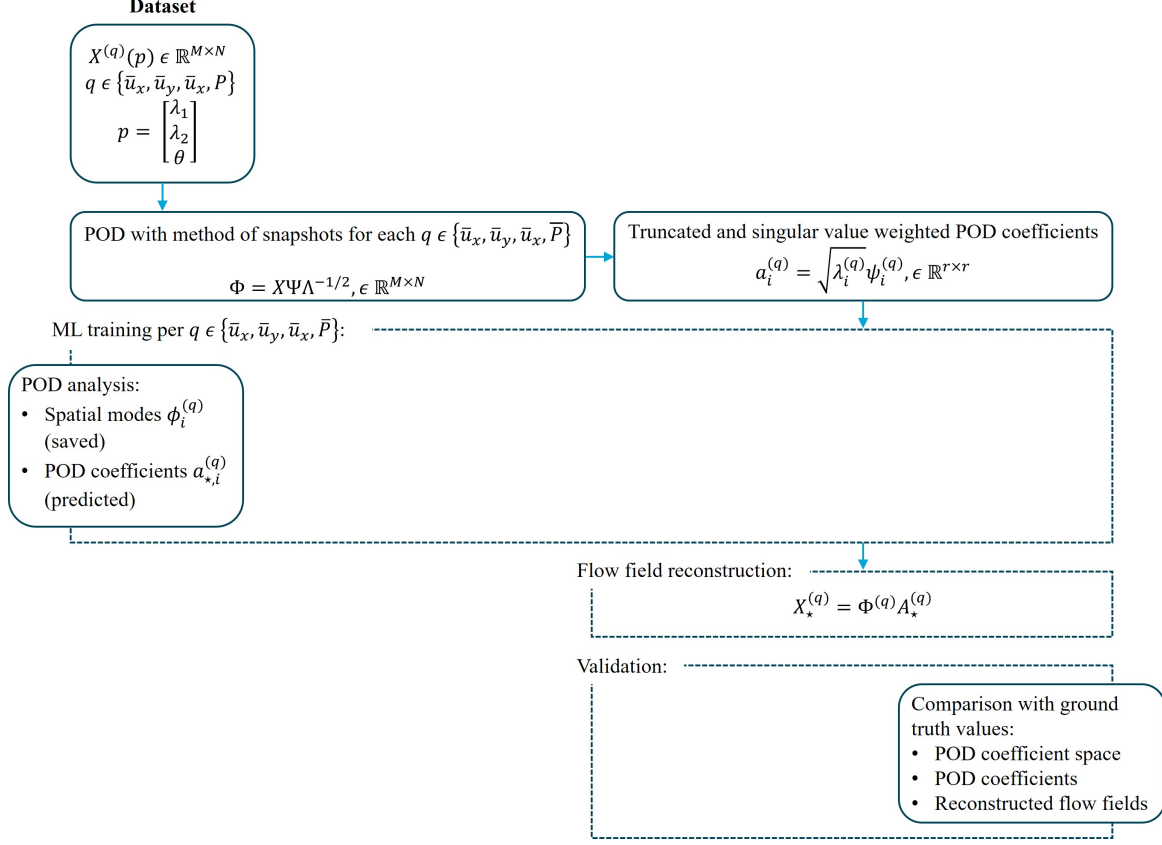 Dataset
X^(q)(p) ϵ ℝ^{M×N}
q ϵ {ū_x, ū_y, ū_x, P}
p = [λ_1 λ_2 θ]
POD with method of snapshots for each q ϵ {ū_x, ū_y, ū_x, P̅}
Φ = XΨΛ^{−1/2}, ϵ ℝ^{M×N}
Truncated and singular value weighted POD coefficients
a_i^(q) = √(λ_i^(q)) ψ_i^(q), ϵ ℝ^{r×r}
ML training per q ϵ {ū_x, ū_y, ū_x, P̅}:
POD analysis:
• Spatial modes ϕ_i^(q)
(saved)
• POD coefficients a_{⋆,i}^(q)
(predicted)
Flow field reconstruction:
X_⋆^(q) = Φ^(q) A_⋆^(q)
Validation:
Comparison with ground
truth values:
• POD coefficient space
• POD coefficients
• Reconstructed flow fields